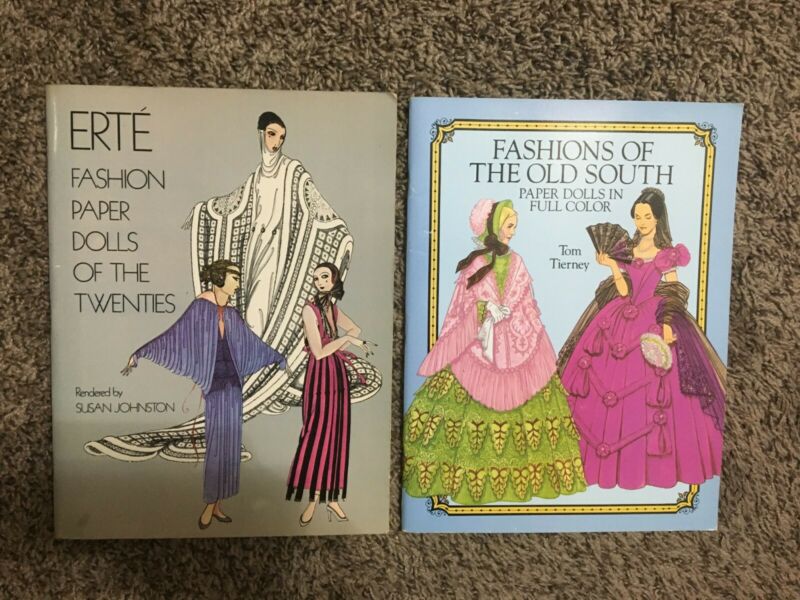 ERTÉ
FASHION
PAPER
DOLLS
OF THE
TWENTIES
Rendered by
SUSAN JOHNSTON
FASHIONS OF
THE OLD SOUTH
PAPER DOLLS IN
FULL COLOR
Tom
Tierney